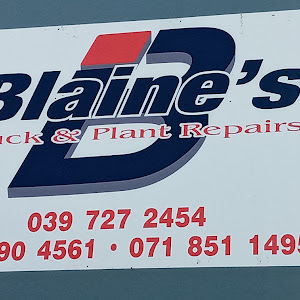 Blaine's
uck & Plant Repairs
039 727 2454
90 4561 · 071 851 1495